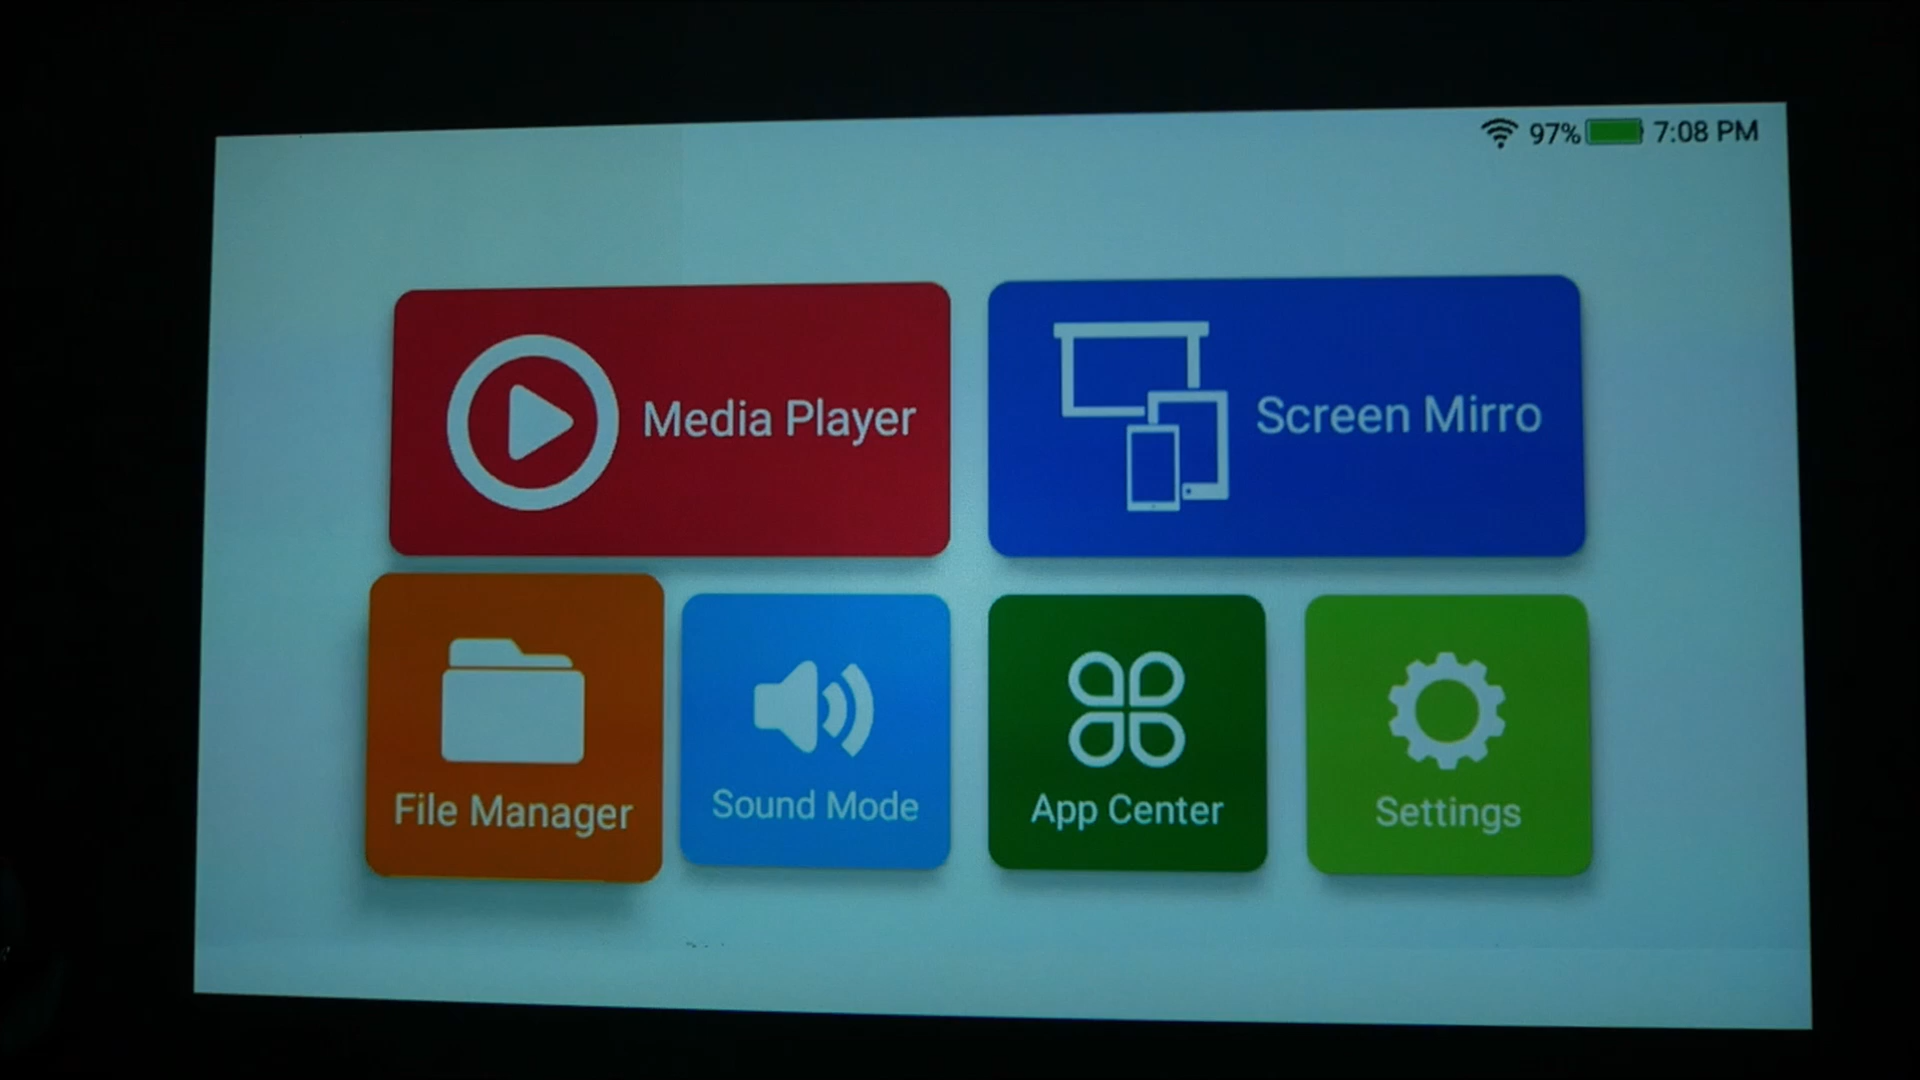 97% 7:08 PM
Media Player
Screen Mirro
File Manager
Sound Mode
App Center
Settings